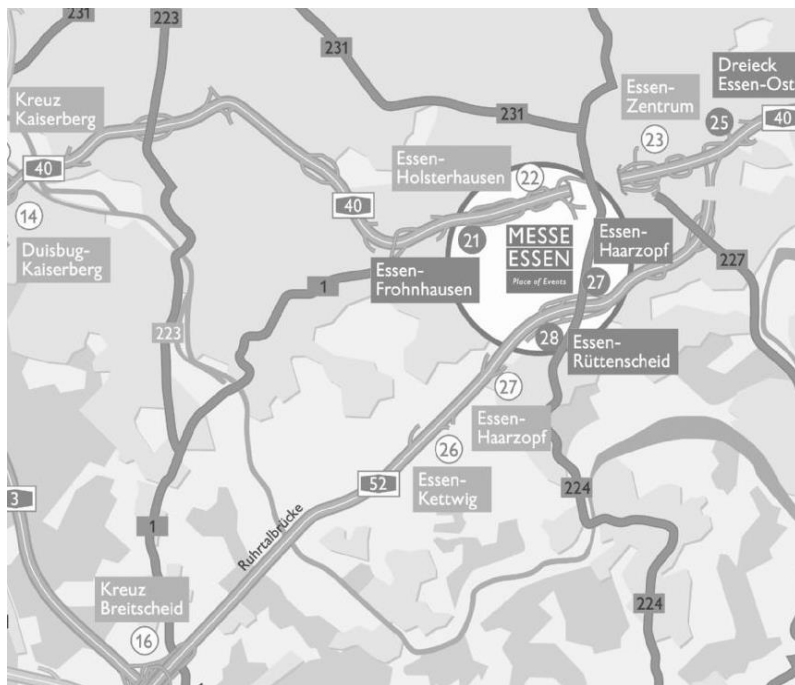 231
223
231
Dreieck
Essen-Ost
Essen-
Zentrum
Kreuz
Kaiserberg
231
25
40
23
40
Essen-
Holsterhausen
22
14
40
Duisbug-
Kaiserberg
21
MESSE
ESSEN
Place of Events
Essen-
Haarzopf
227
Essen-
Frohnhausen
1
27
223
28
Essen-
Rüttenscheid
27
Essen-
Haarzopf
26
52
Essen-
Kettwig
224
3
1
Ruhrtalbrücke
Kreuz
Breitscheid
224
16
1